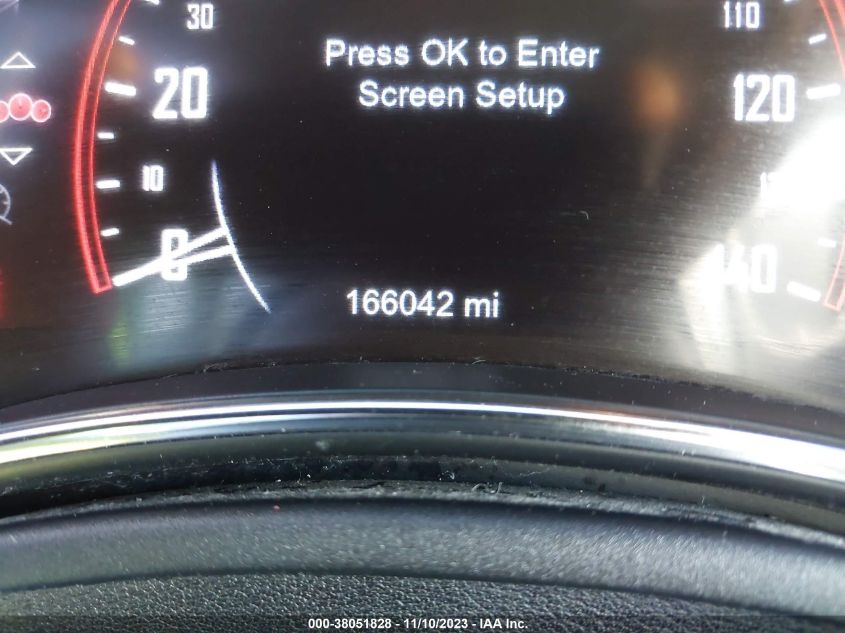 30
110
Press OK to Enter
20
Screen Setup
120
10
0
140
166042 mi
000-38051828 - 11/10/2023 - IAA Inc.